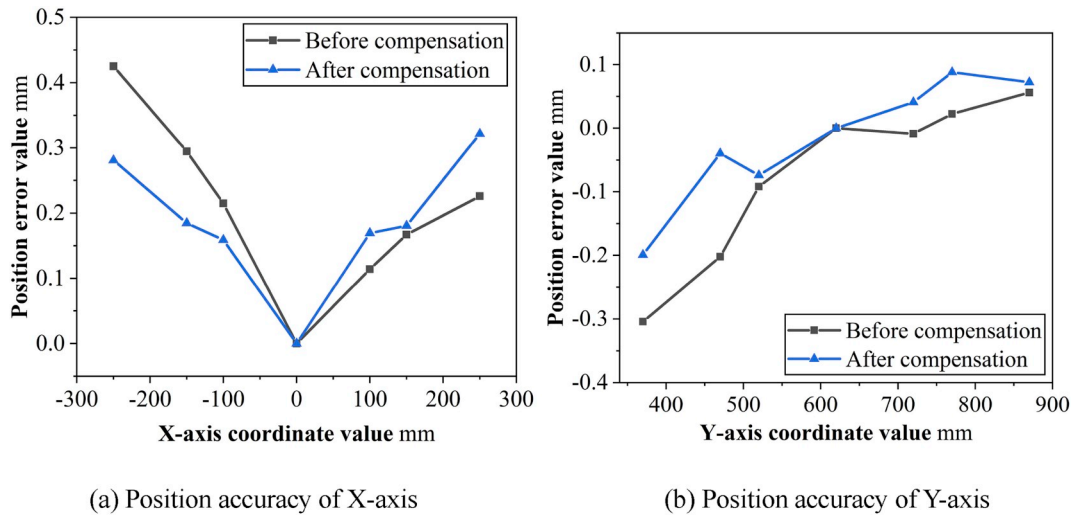 0.5
0.4
0.3
0.2
0.1
0.0
Position error value mm
Before compensation
After compensation
-300 -200 -100 0 100 200 300
X-axis coordinate value mm
(a) Position accuracy of X-axis
0.1
0.0
-0.1
-0.2
-0.3
-0.4
Position error value mm
Before compensation
After compensation
400 500 600 700 800 900
Y-axis coordinate value mm
(b) Position accuracy of Y-axis